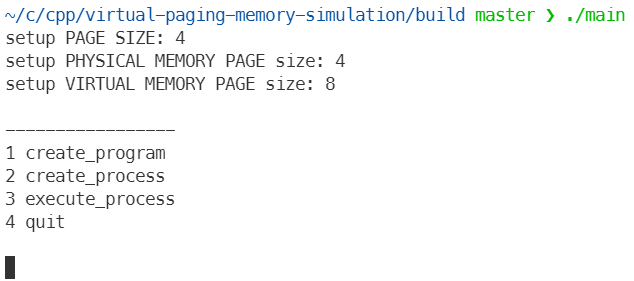 ~/c/cpp/virtual-paging-memory-simulation/build master ❯ ./main
setup PAGE SIZE: 4
setup PHYSICAL MEMORY PAGE size: 4
setup VIRTUAL MEMORY PAGE size: 8
-----------------
1 create_program
2 create_process
3 execute_process
4 quit